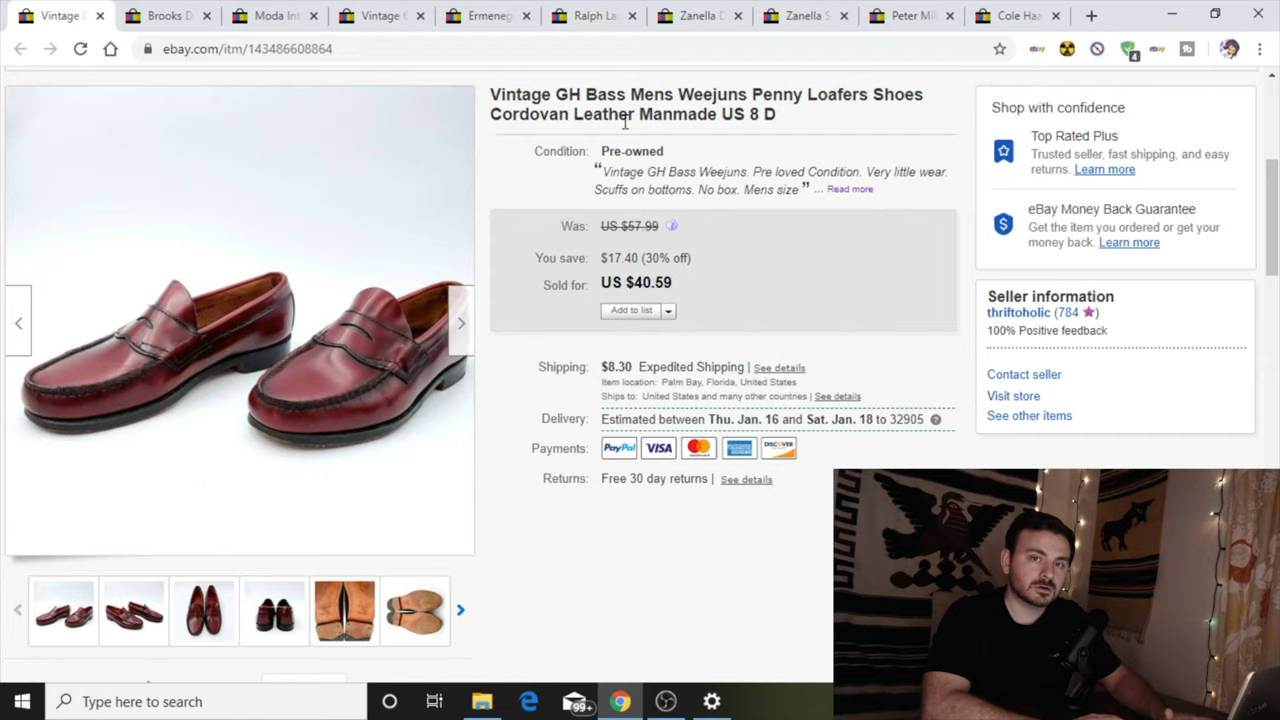 Vintage G
Brooks D
Moda Int
Vintage 6
Ermeneg
Ralph La
Zanella D
Zanella S
Peter Mil
Cole Haa
ebay.com/itm/143486608864
4
Vintage GH Bass Mens Weejuns Penny Loafers Shoes
Cordovan Leather Manmade US 8 D
Condition: Pre-owned
"Vintage GH Bass Weejuns. Pre loved Condition. Very little wear.
Scuffs on bottoms. No box. Mens size " ... Read more
Was: US $57.99
You save: $17.40 (30% off)
Sold for: US $40.59
Add to list
Shipping: $8.30 Expedited Shipping | See details
Item location: Palm Bay, Florida, United States
Ships to: United States and many other countries | See details
Delivery: Estimated between Thu. Jan. 16 and Sat. Jan. 18 to 32905
Payments: PayPal VISA MasterCard DISCOVER
Returns: Free 30 day returns | See details
Shop with confidence
Top Rated Plus
Trusted seller, fast shipping, and easy
returns. Learn more
eBay Money Back Guarantee
Get the item you ordered or get your
money back. Learn more
Seller information
thriftoholic (784 )
100% Positive feedback
Contact seller
Visit store
See other items
Type here to search
99+